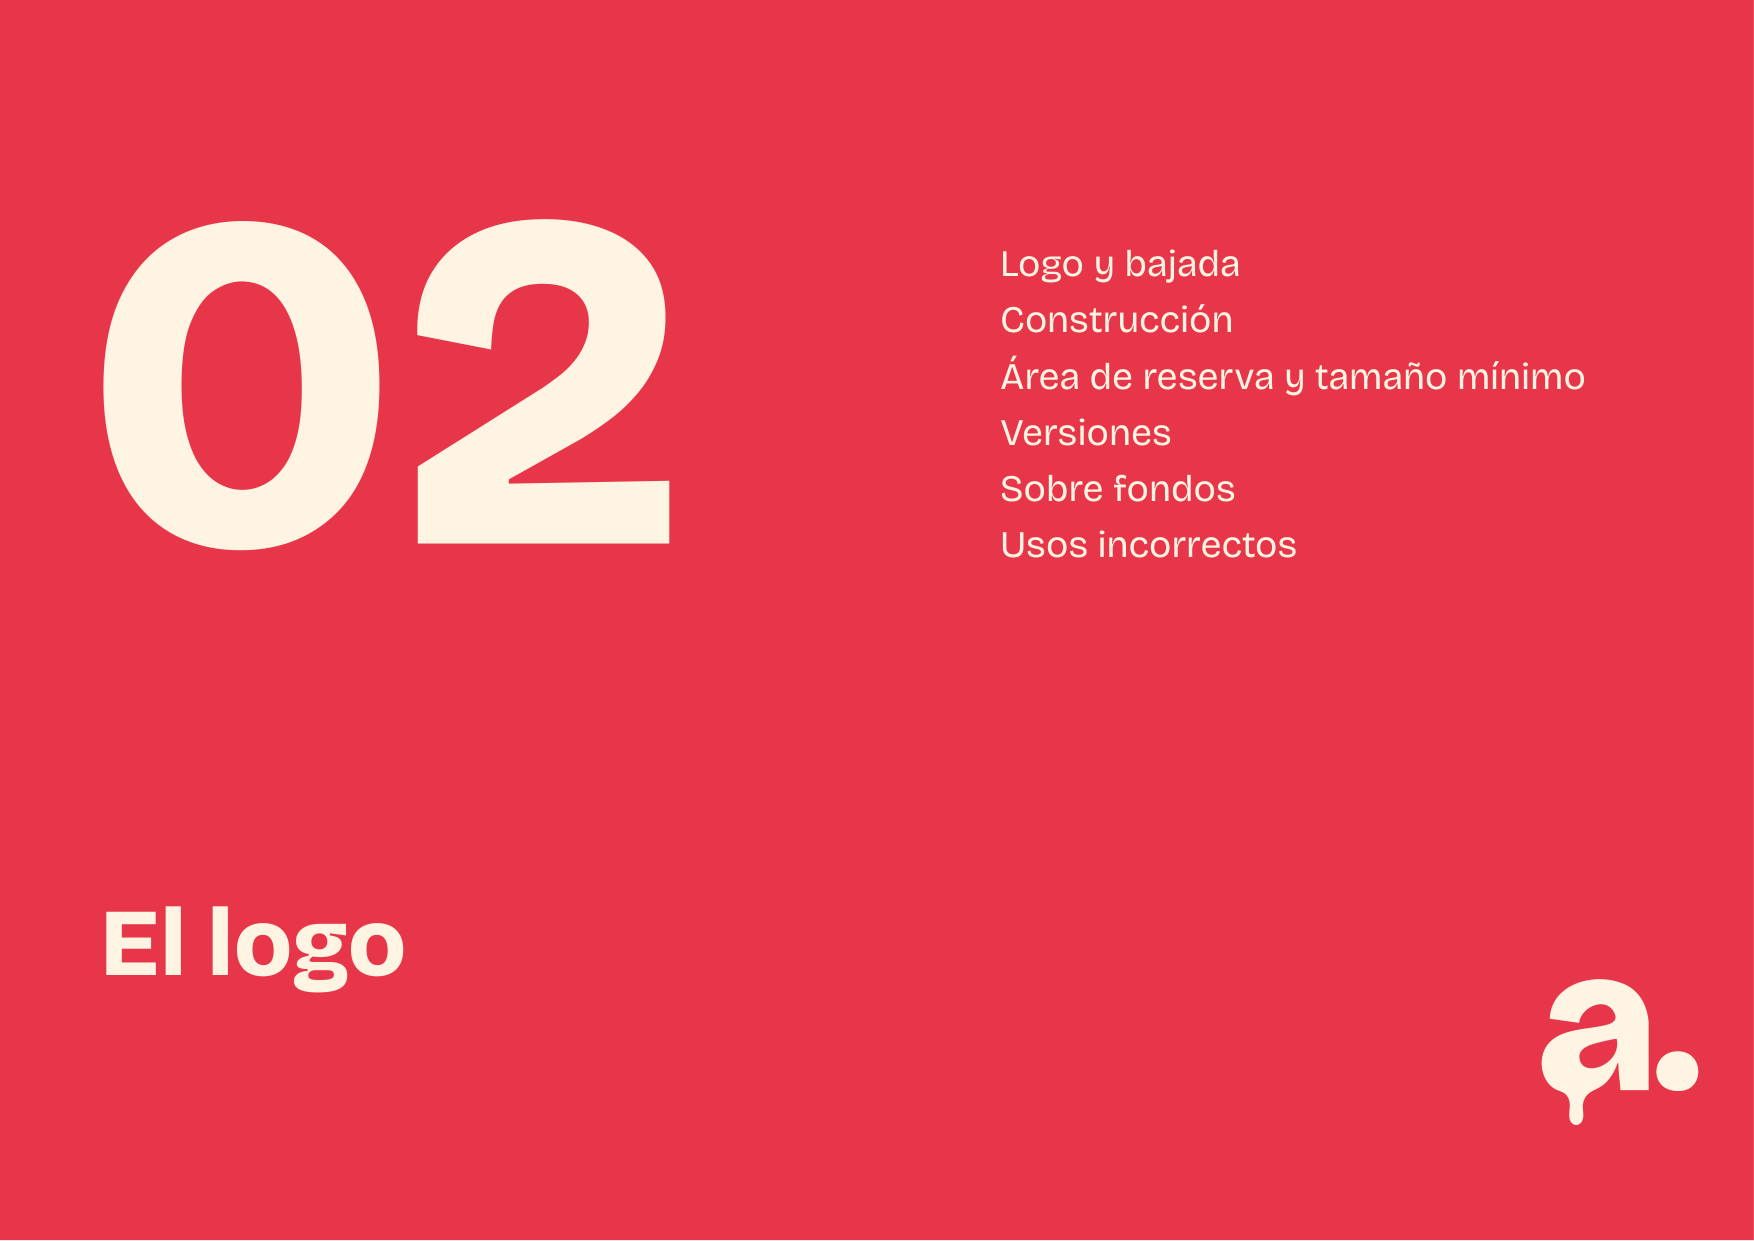 02
Logo y bajada
Construcción
Área de reserva y tamaño mínimo
Versiones
Sobre fondos
Usos incorrectos
El logo
a.